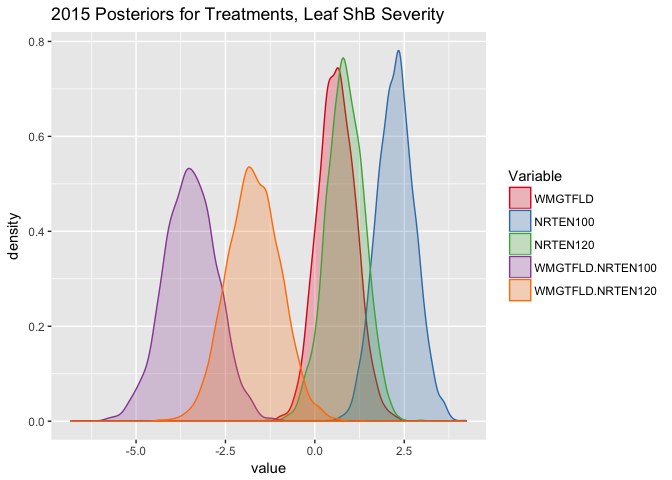 2015 Posteriors for Treatments, Leaf ShB Severity
0.8
0.6
0.4
0.2
0.0
density
-5.0
-2.5
0.0
2.5
value
Variable
WMGTFLD
NRTEN100
NRTEN120
WMGTFLD.NRTEN100
WMGTFLD.NRTEN120